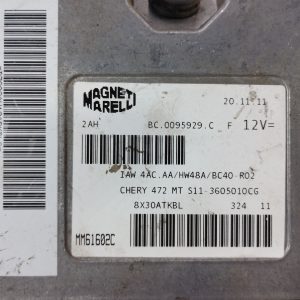 MAGNETI
MARELLI
20 11 11
2AH
BC.0095929.C F 12V=
IAW 4AC.AA/HW48A/BC40-R02
CHERY 472 MT S11-3605010CG
8X30ATKBL 324 11
MM61602C